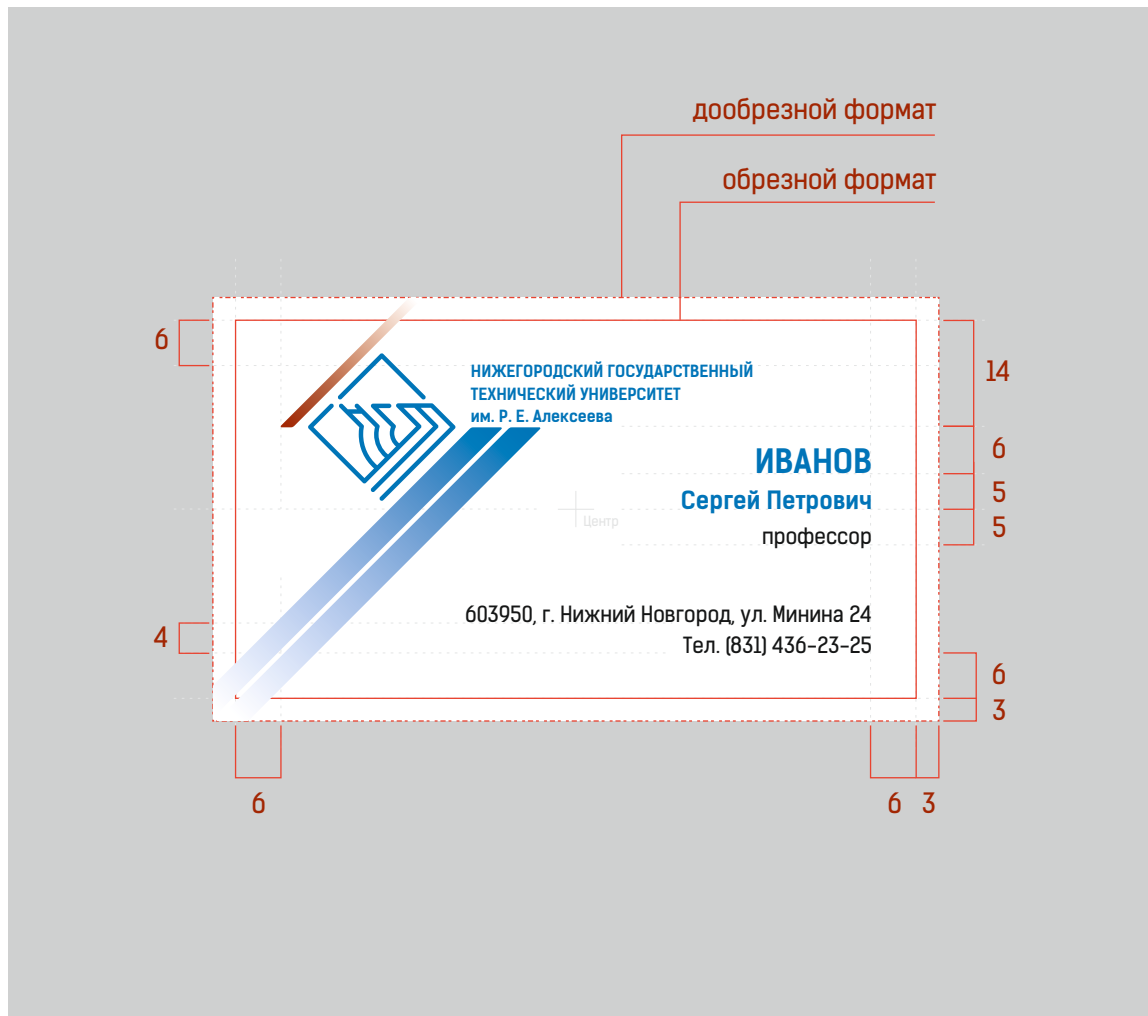 дообрезной формат
обрезной формат
6
14
НИЖЕГОРОДСКИЙ ГОСУДАРСТВЕННЫЙ
ТЕХНИЧЕСКИЙ УНИВЕРСИТЕТ
им. Р. Е. Алексеева
6
ИВАНОВ
5
Сергей Петрович
Центр
5
профессор
603950, г. Нижний Новгород, ул. Минина 24
4
Тел. (831) 436-23-25
6
3
6
6
3